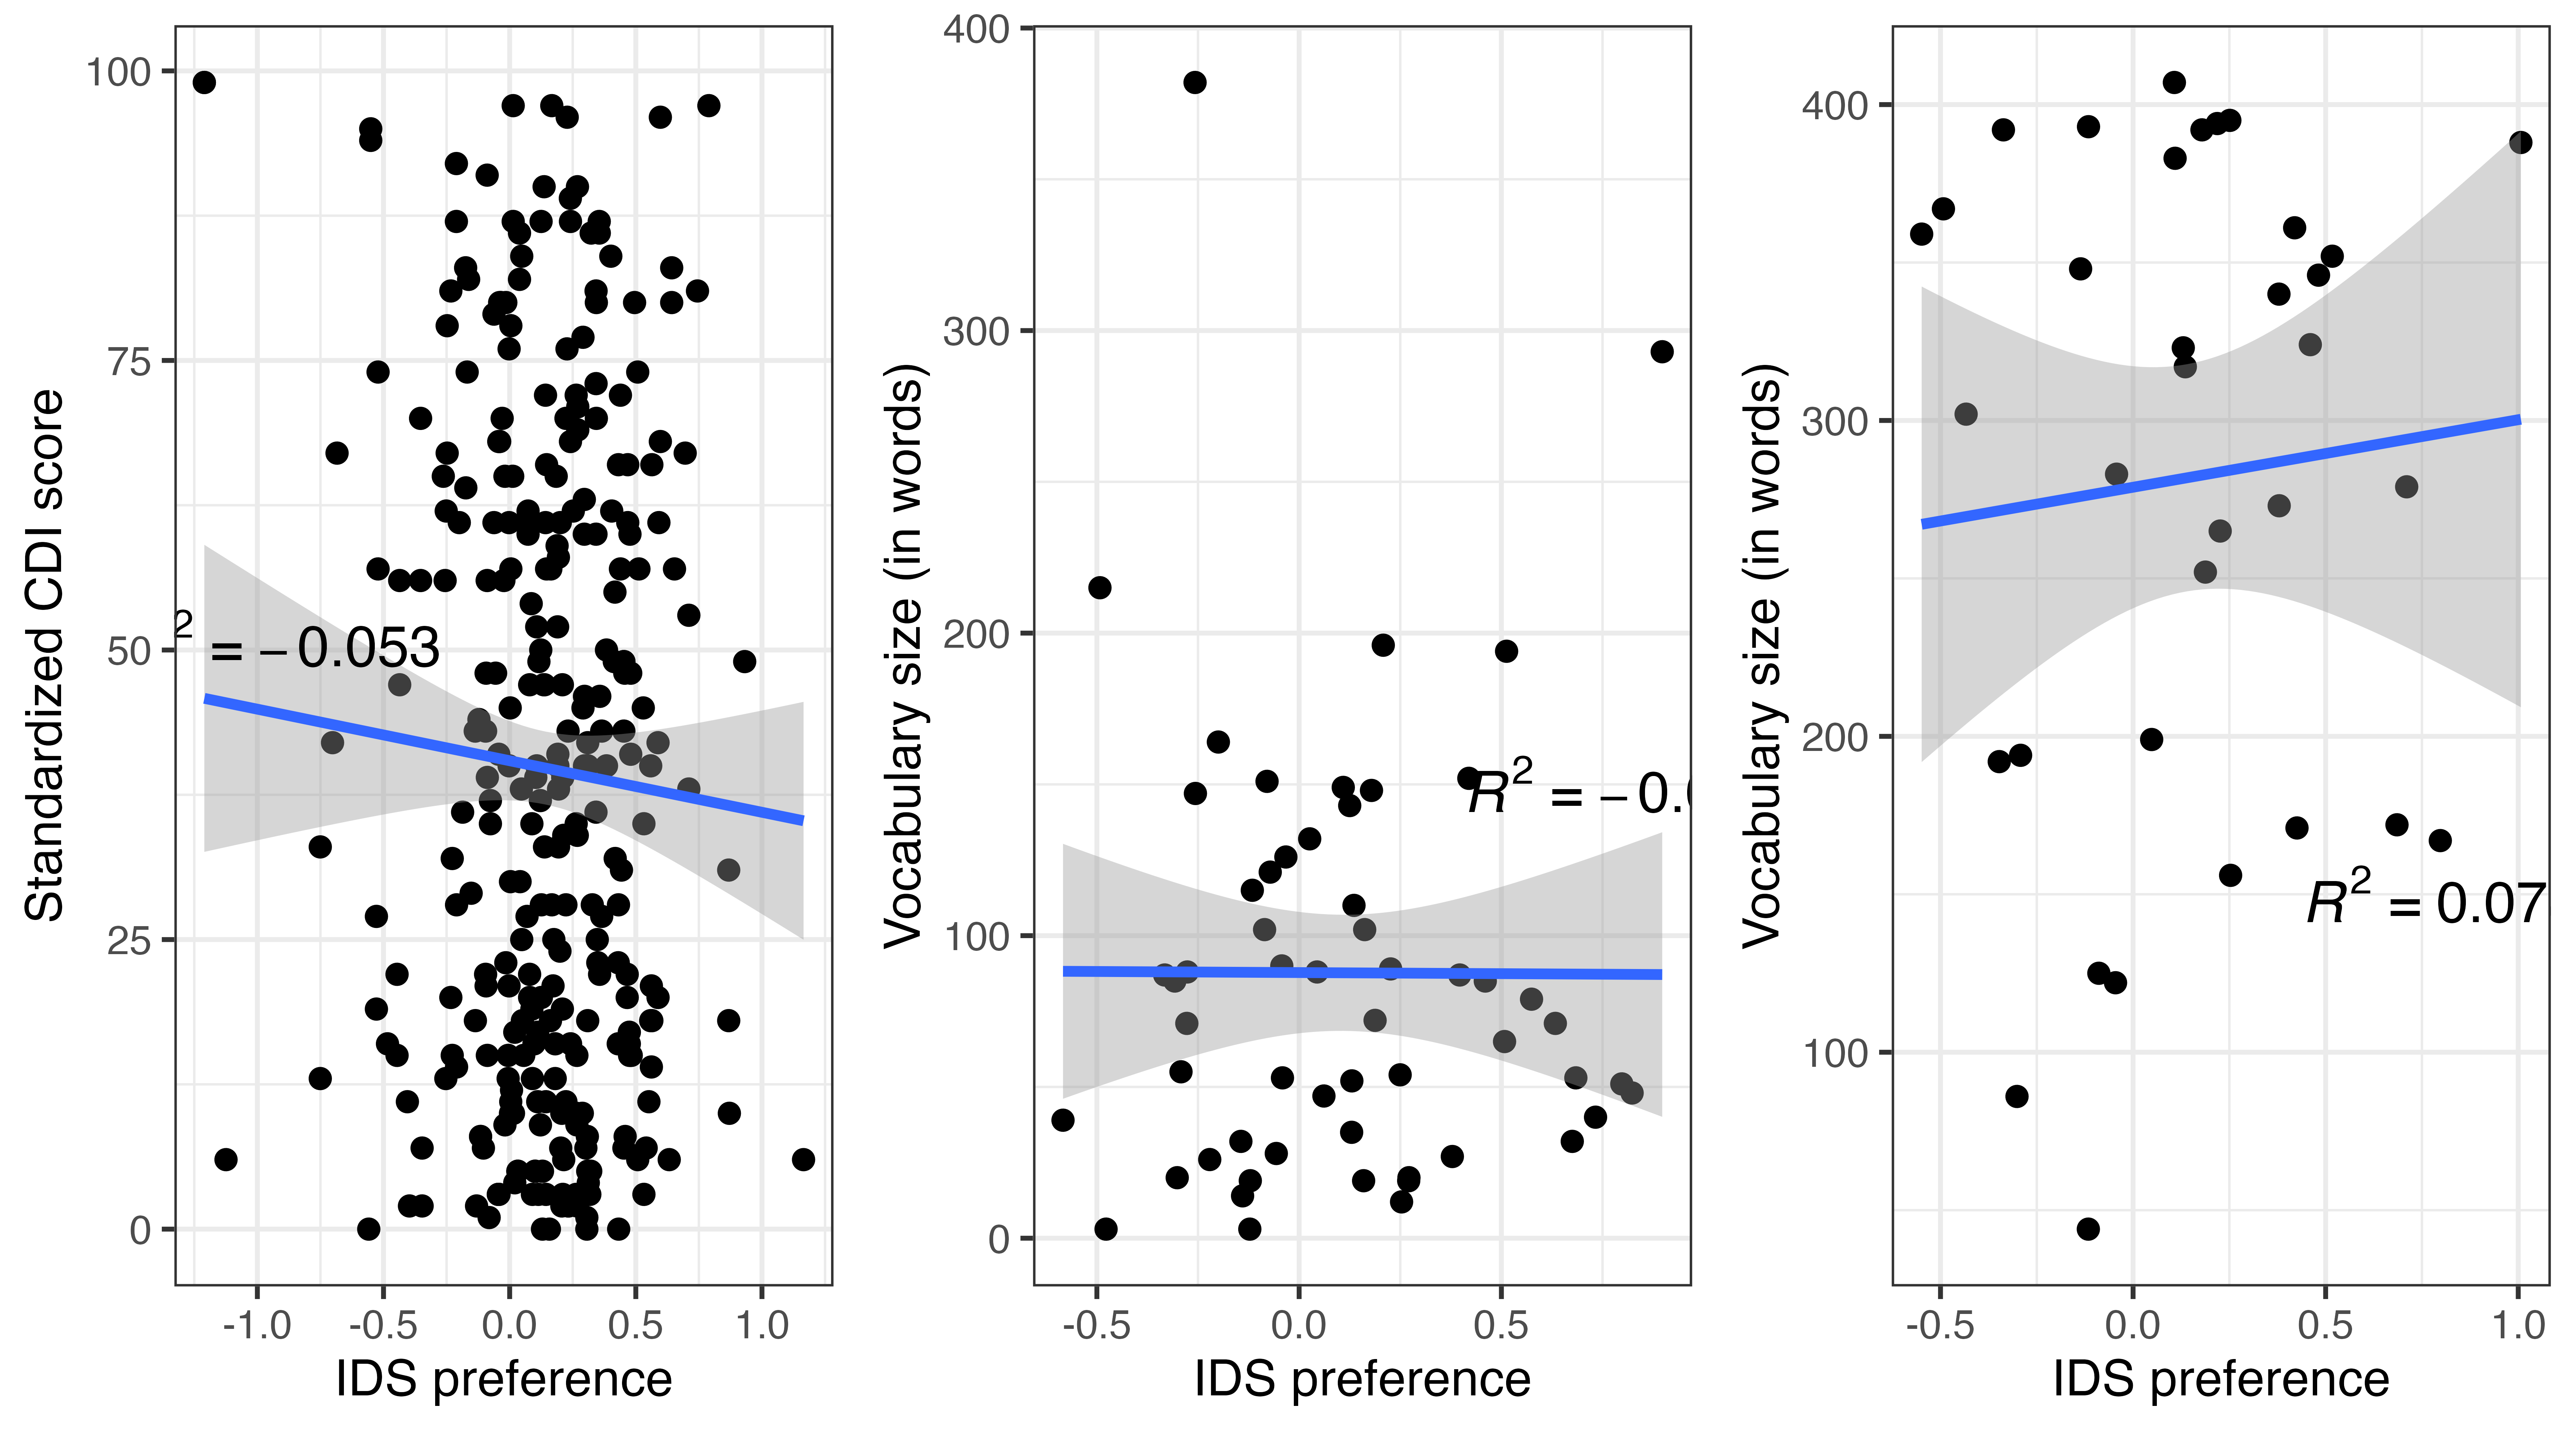 Standardized CDI score
100
75
50
25
0
2 = −0.053
-1.0 -0.5 0.0 0.5 1.0
IDS preference
Vocabulary size (in words)
400
300
200
100
0
R2 = −0.0
-0.5 0.0 0.5
IDS preference
Vocabulary size (in words)
400
300
200
100
R2 = 0.07
-0.5 0.0 0.5 1.0
IDS preference